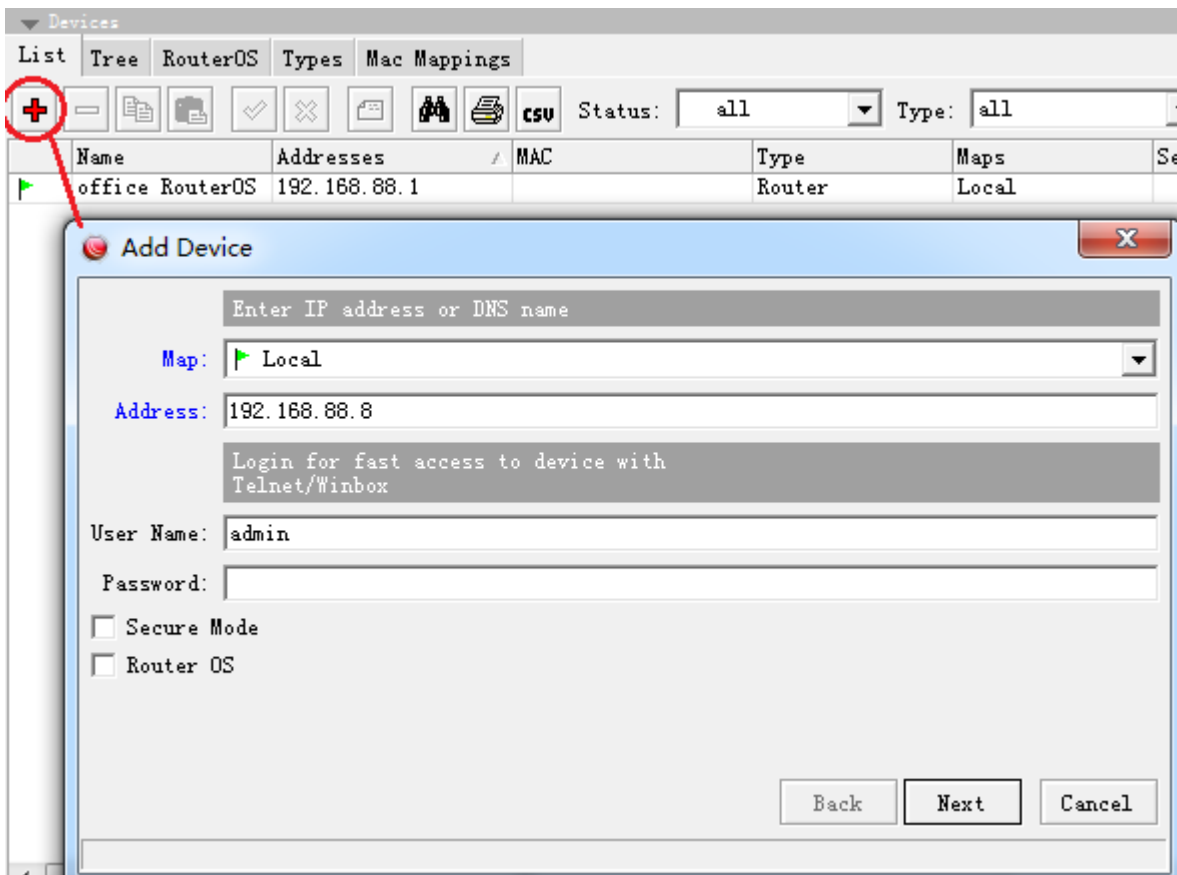 Devices
List Tree RouterOS Types Mac Mappings
csv Status: all Type: all
Name Addresses MAC Type Maps
office RouterOS 192.168.88.1 Router Local
Add Device
Enter IP address or DNS name
Map: Local
Address: 192.168.88.8
Login for fast access to device with
Telnet/Winbox
User Name: admin
Password:
Secure Mode
Router OS
Back Next Cancel